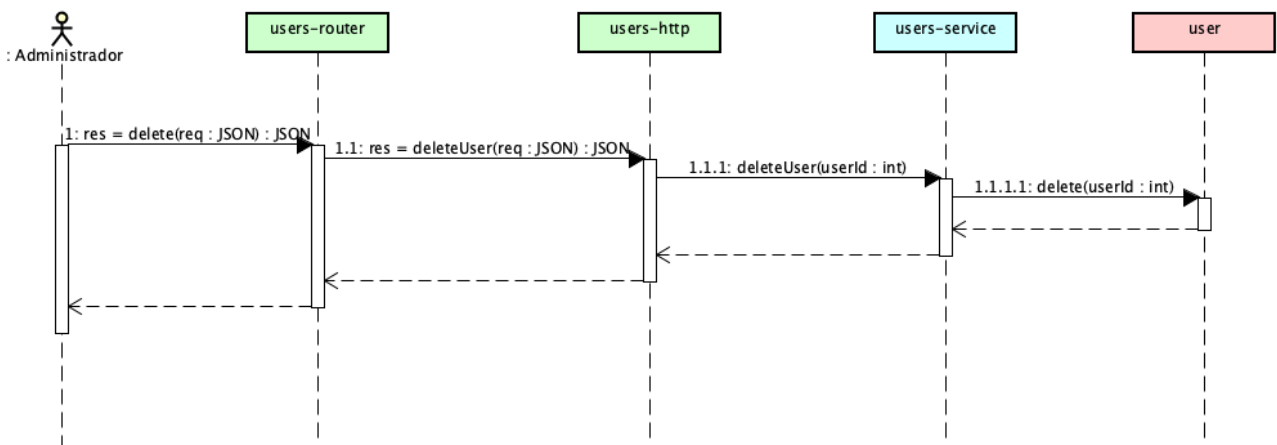 users-router
users-http
users-service
user
: Administrador
1: res = delete(req : JSON) : JSON
1.1: res = deleteUser(req : JSON) : JSON
1.1.1: deleteUser(userId : int)
1.1.1.1: delete(userId : int)